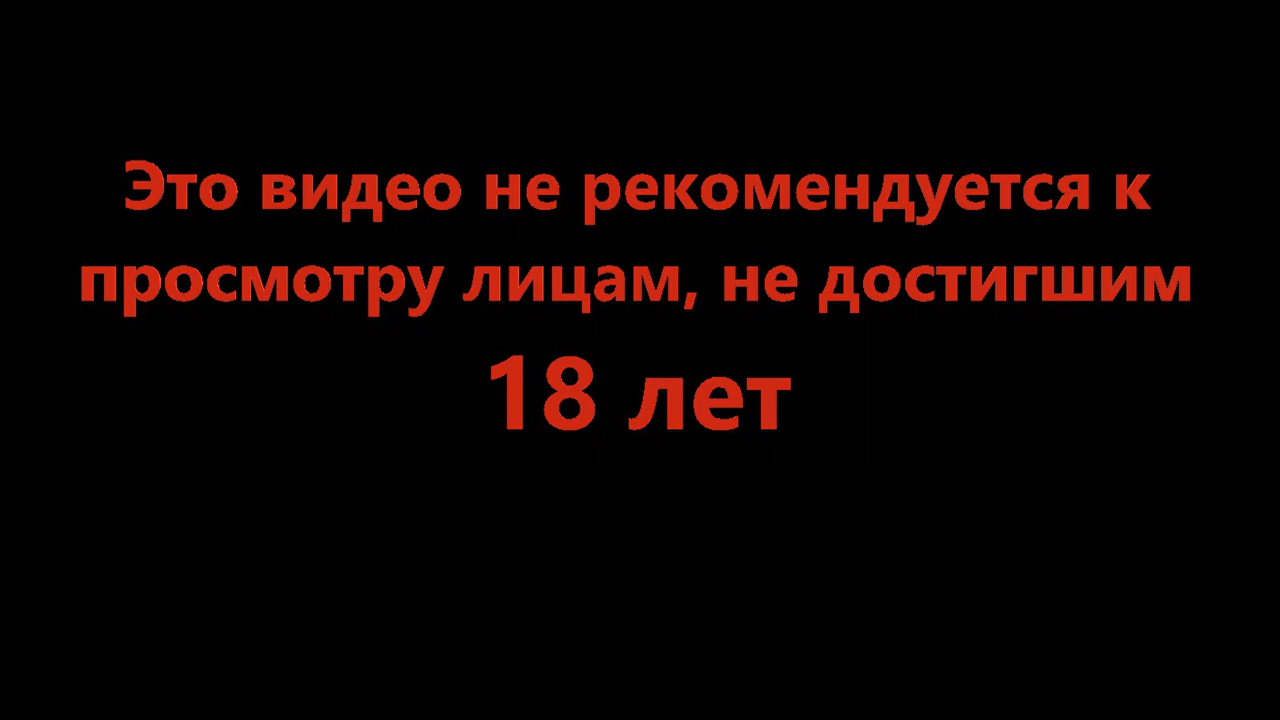 Это видео не рекомендуется к
просмотру лицам, не достигшим
18 лет